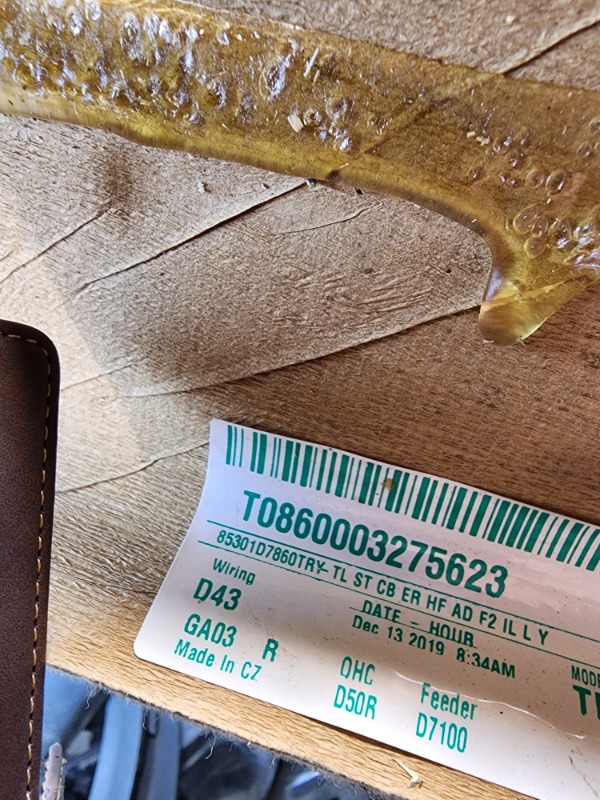 T0860003275623
85301D7860TRY- TL ST CB ER HF AD F2 IL L Y
Wiring
D43
DATE - HOUR
Dec 13 2019 8:34AM
GA03 R
Made In CZ
OHC
D50R
Feeder
D7100